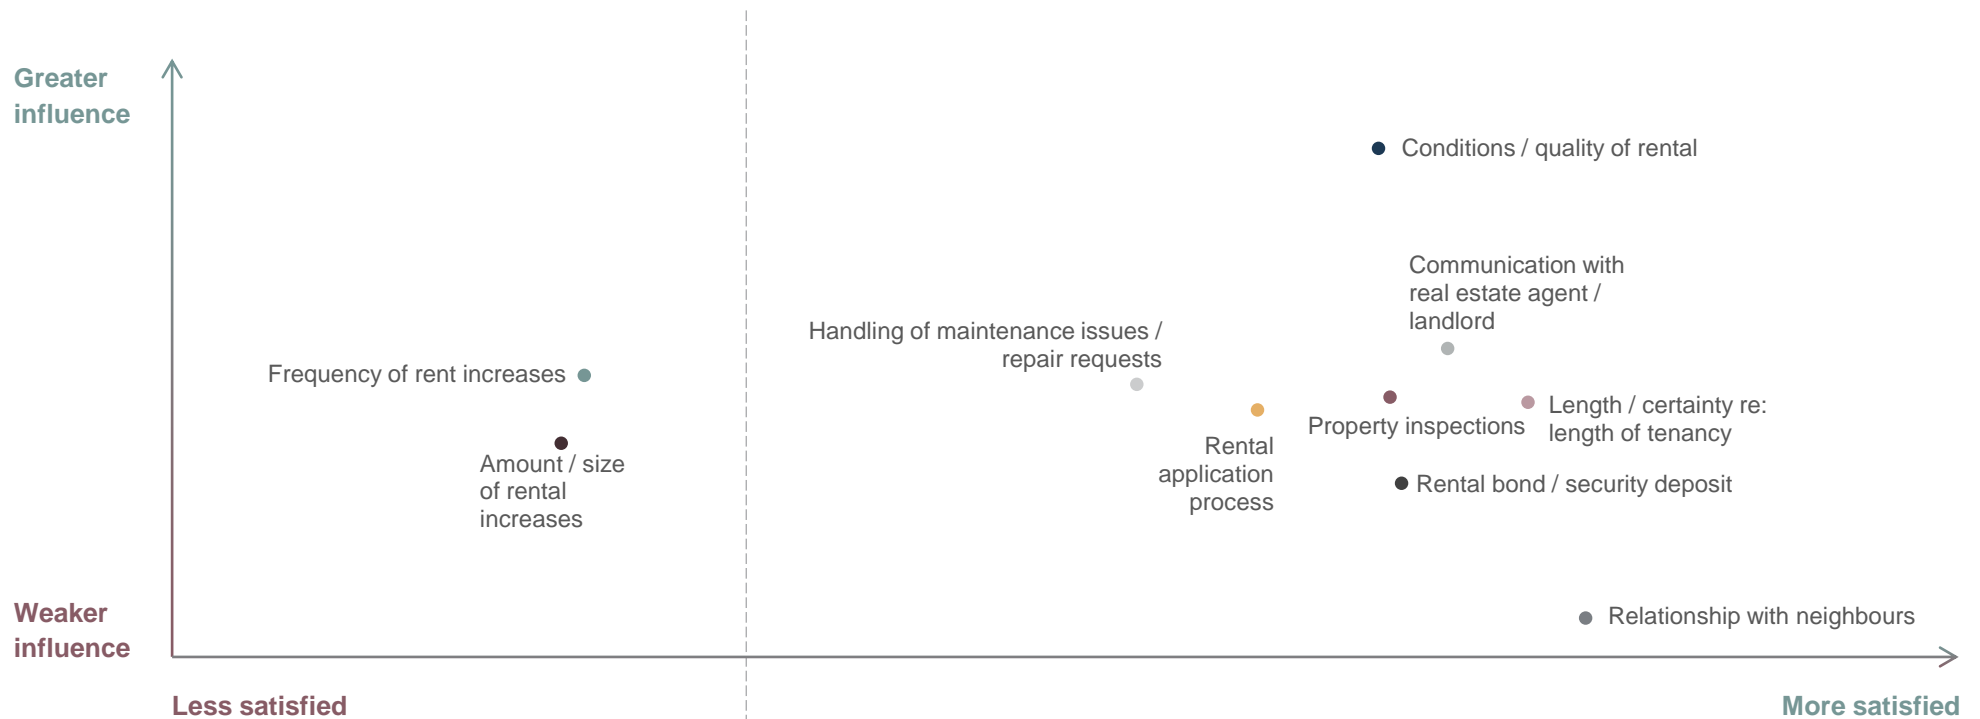 Greater
influence
Conditions / quality of rental
Communication with
real estate agent /
landlord
Handling of maintenance issues /
repair requests
Frequency of rent increases
Length / certainty re:
length of tenancy
Property inspections
Rental
application
process
Amount / size
of rental
increases
Rental bond / security deposit
Weaker
influence
Relationship with neighbours
Less satisfied
More satisfied